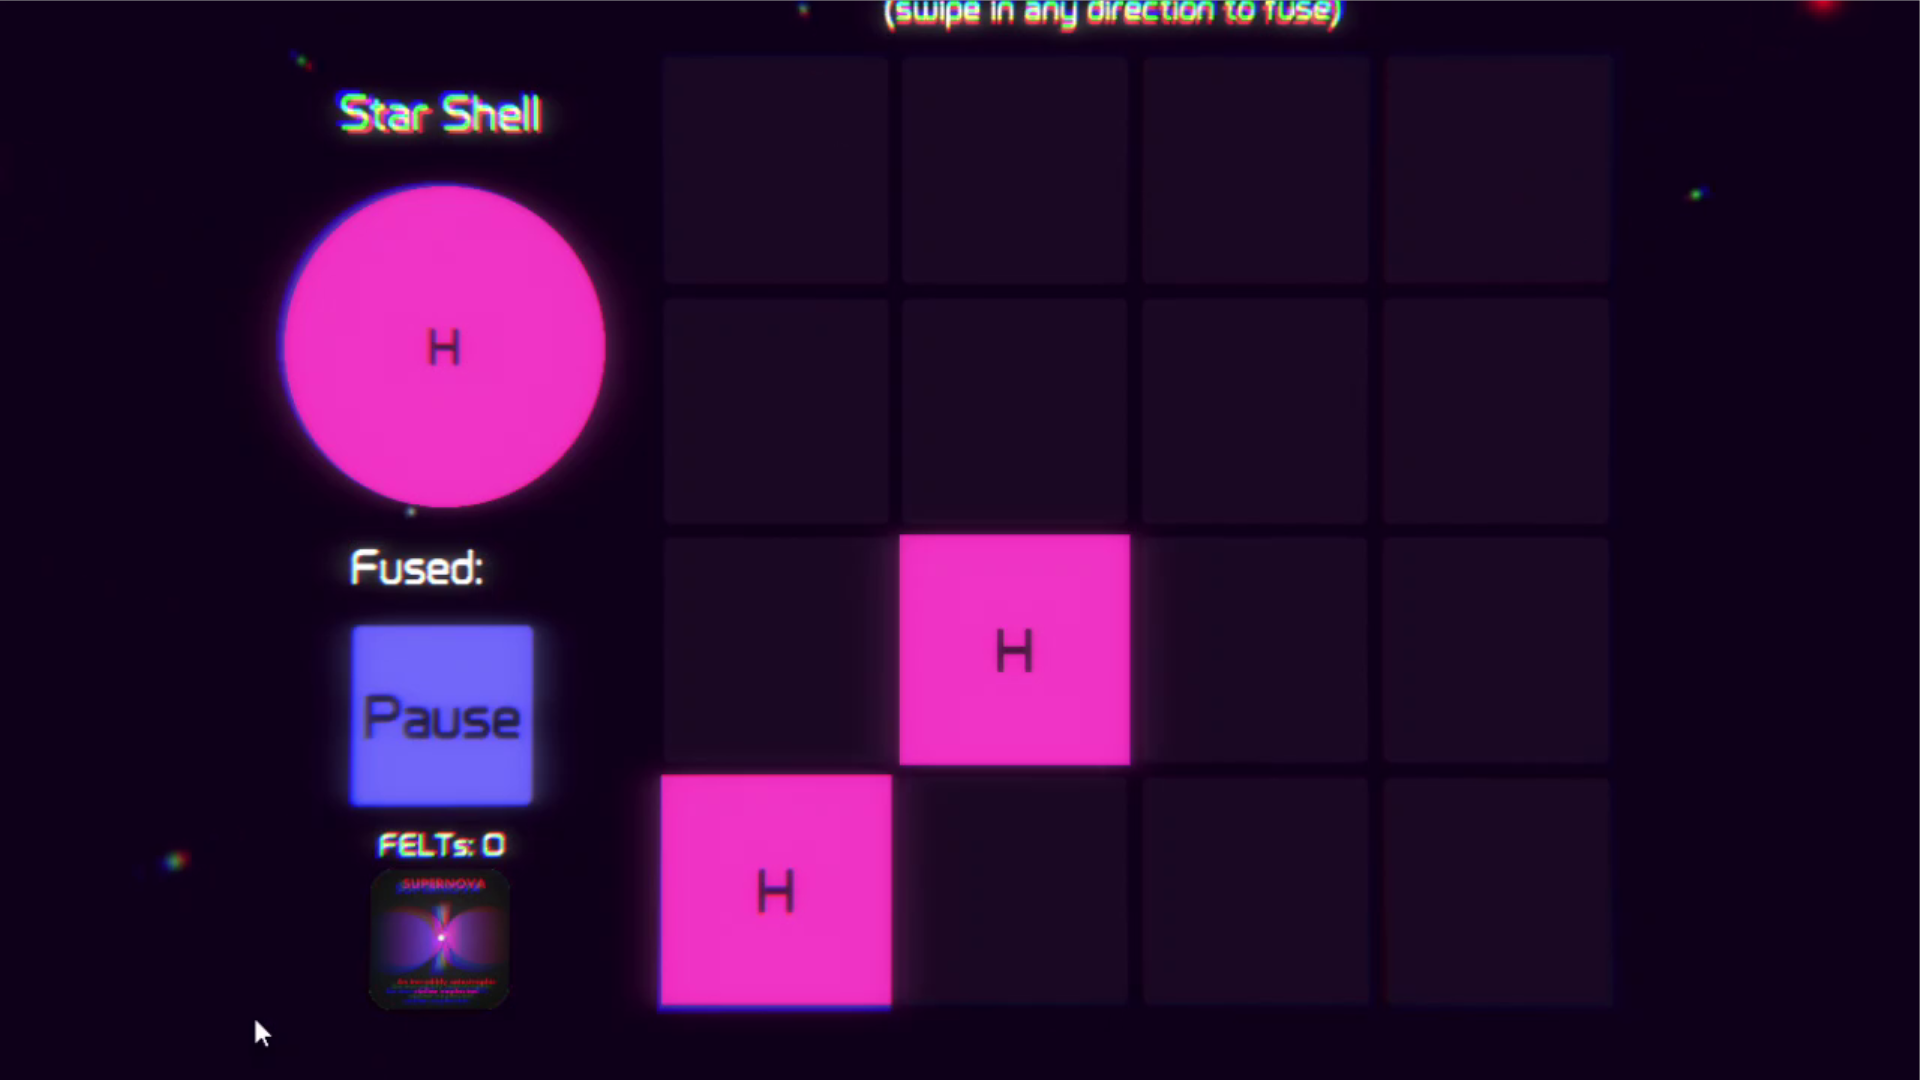 (swipe in any direction to fuse)
Star Shell
H
Fused:
H
Pause
H
FELTs: 0
SUPERNOVA